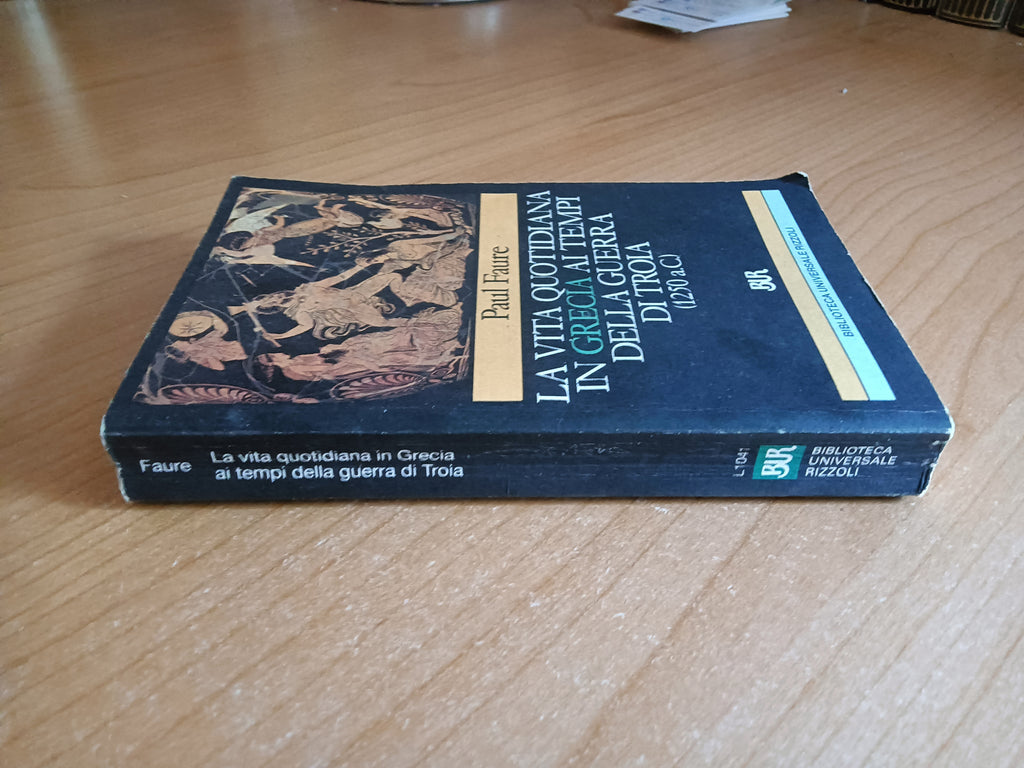 Paul Faure
LA VITA QUOTIDIANA
IN GRECIA AI TEMPI
DELLA GUERRA
DI TROIA
(1250 a.C.)
BUR
BIBLIOTECA UNIVERSALE RIZZOLI
Faure
La vita quotidiana in Grecia
ai tempi della guerra di Troia
L1041
BUR
BIBLIOTECA
UNIVERSALE
RIZZOLI